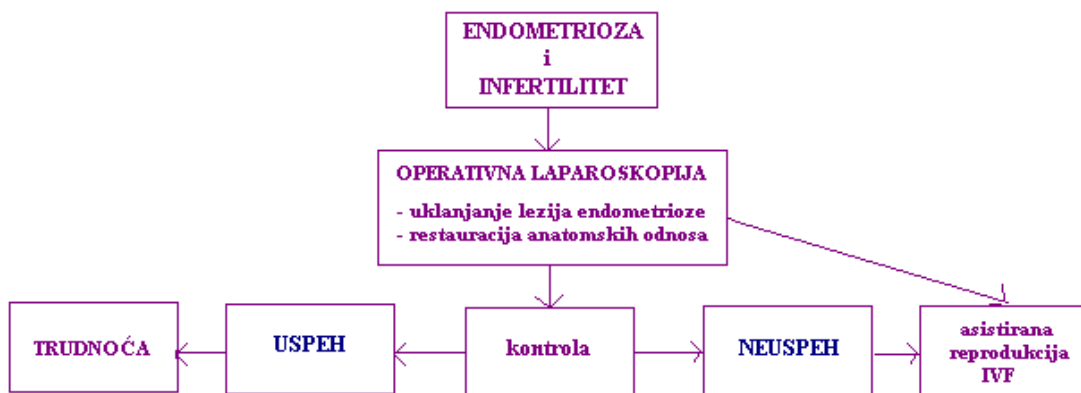 ENDOMETRIOZA
i
INFERTILITET
OPERATIVNA LAPAROSKOPIJA
- uklanjanje lezija endometrioze
- restauracija anatomskih odnosa
TRUDNOĆA
USPEH
kontrola
NEUSPEH
asistirana
reprodukcija
IVF